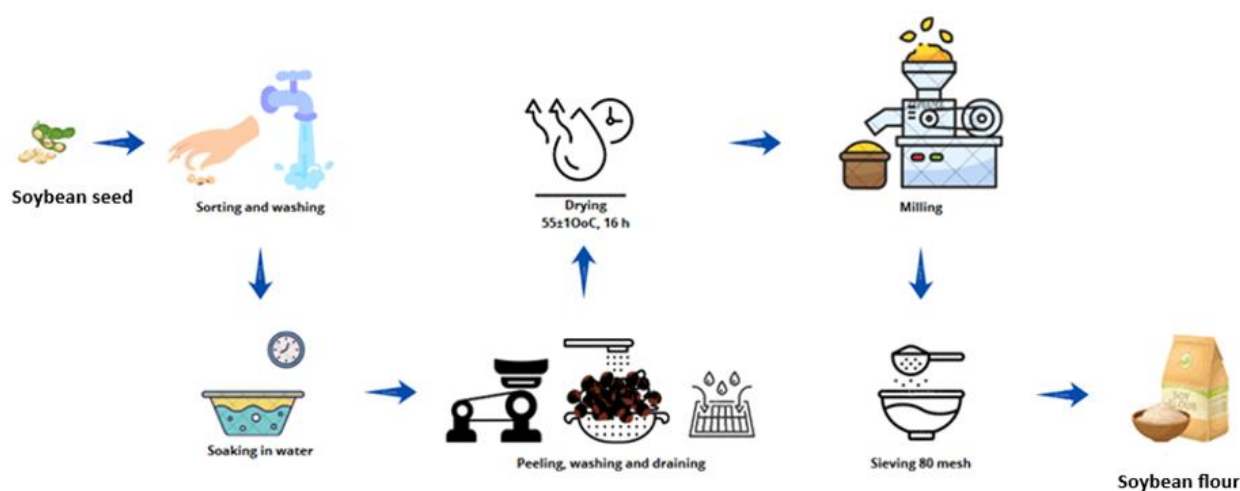 Soybean seed
Sorting and washing
Soaking in water
Peeling, washing and draining
Drying
55±1OoC, 16 h
Milling
Sieving 80 mesh
Soybean flour